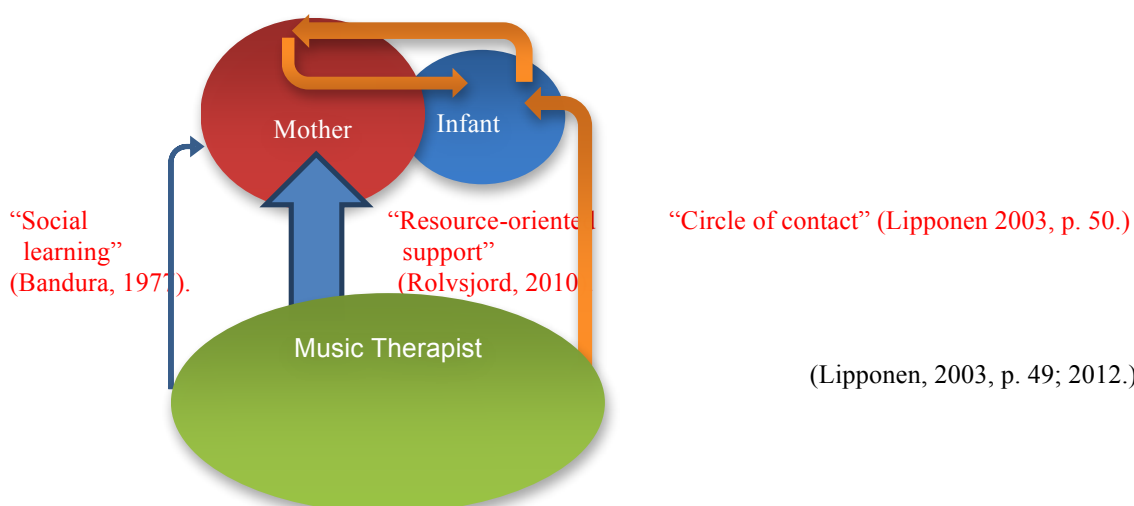 Mother
Infant
“Social
learning”
(Bandura, 1977).
“Resource-oriented
support”
(Rolvsjord, 2010
“Circle of contact” (Lipponen 2003, p. 50.)
Music Therapist
(Lipponen, 2003, p. 49; 2012.)